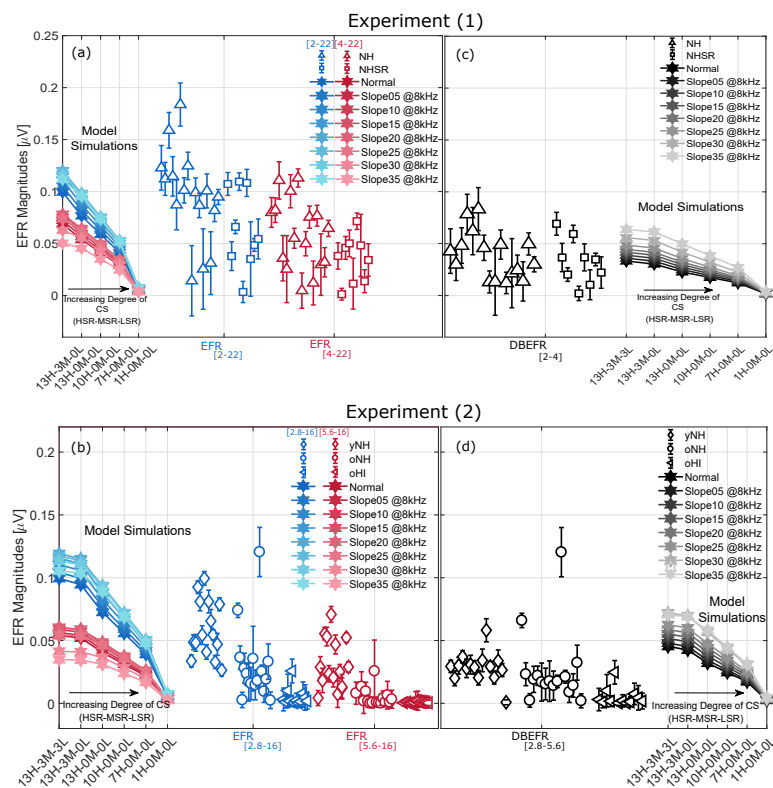 Experiment (1)
EFR Magnitudes [μV]
0.25
0.2
0.15
0.1
0.05
0
(a)
[2-22] [4-22]
NH
NHSR
Normal
Slope05 @8kHz
Slope10 @8kHz
Slope15 @8kHz
Slope20 @8kHz
Slope25 @8kHz
Slope30 @8kHz
Slope35 @8kHz
Model
Simulations
Increasing Degree of
CS
(HSR-MSR-LSR)
13H-3M-3L
13H-3M-0L
13H-0M-0L
10H-0M-0L
7H-0M-0L
1H-0M-0L
EFR
[2-22]
EFR
[4-22]
(c)
NH
NHSR
Normal
Slope05 @8kHz
Slope10 @8kHz
Slope15 @8kHz
Slope20 @8kHz
Slope25 @8kHz
Slope30 @8kHz
Slope35 @8kHz
Model Simulations
Increasing Degree of
CS
(HSR-MSR-LSR)
DBEFR
[2-4]
13H-3M-3L
13H-3M-0L
13H-0M-0L
10H-0M-0L
7H-0M-0L
1H-0M-0L
Experiment (2)
EFR Magnitudes [μV]
0.2
0.15
0.1
0.05
0
(b)
[2.8-16] [5.6-16]
yNH
oNH
oHI
Normal
Slope05 @8kHz
Slope10 @8kHz
Slope15 @8kHz
Slope20 @8kHz
Slope25 @8kHz
Slope30 @8kHz
Slope35 @8kHz
Model Simulations
Increasing Degree of CS
(HSR-MSR-LSR)
13H-3M-3L
13H-3M-0L
13H-0M-0L
10H-0M-0L
7H-0M-0L
1H-0M-0L
EFR
[2.8-16]
EFR
[5.6-16]
(d)
yNH
oNH
oHI
Normal
Slope05 @8kHz
Slope10 @8kHz
Slope15 @8kHz
Slope20 @8kHz
Slope25 @8kHz
Slope30 @8kHz
Slope35 @8kHz
Model
Simulations
Increasing Degree of CS
(HSR-MSR-LSR)
DBEFR
[2.8-5.6]
13H-3M-3L
13H-3M-0L
13H-0M-0L
10H-0M-0L
7H-0M-0L
1H-0M-0L